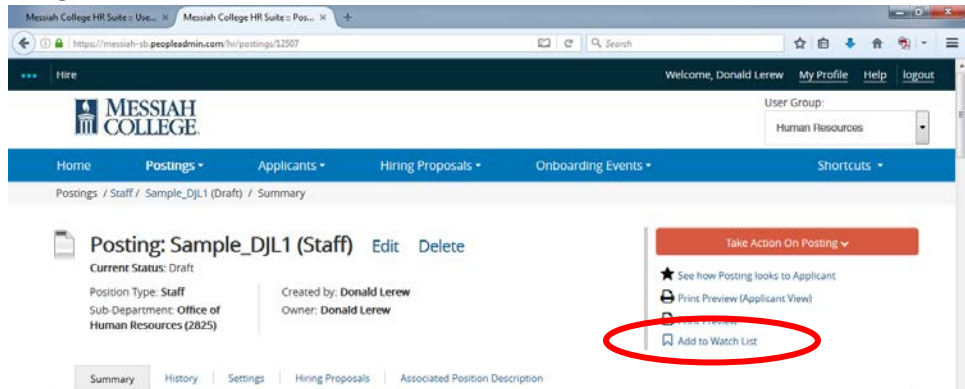 Messiah College HR Suite :: Use... × Messiah College HR Suite :: Pos... × +
https://messiah-sb.peopleadmin.com/hr/postings/12507 Search
Hire Welcome, Donald Lerew My Profile Help logout
MESSIAH COLLEGE. User Group:
Human Resources
Home Postings Applicants Hiring Proposals Onboarding Events Shortcuts
Postings / Staff / Sample_DJL1 (Draft) / Summary
Posting: Sample_DJL1 (Staff) Edit Delete
Take Action On Posting
Current Status: Draft
See how Posting looks to Applicant
Position Type: Staff Created by: Donald Lerew
Print Preview (Applicant View)
Sub-Department: Office of Human Resources (2825) Owner: Donald Lerew
Print Preview
Add to Watch List
Summary History Settings Hiring Proposals Associated Position Description